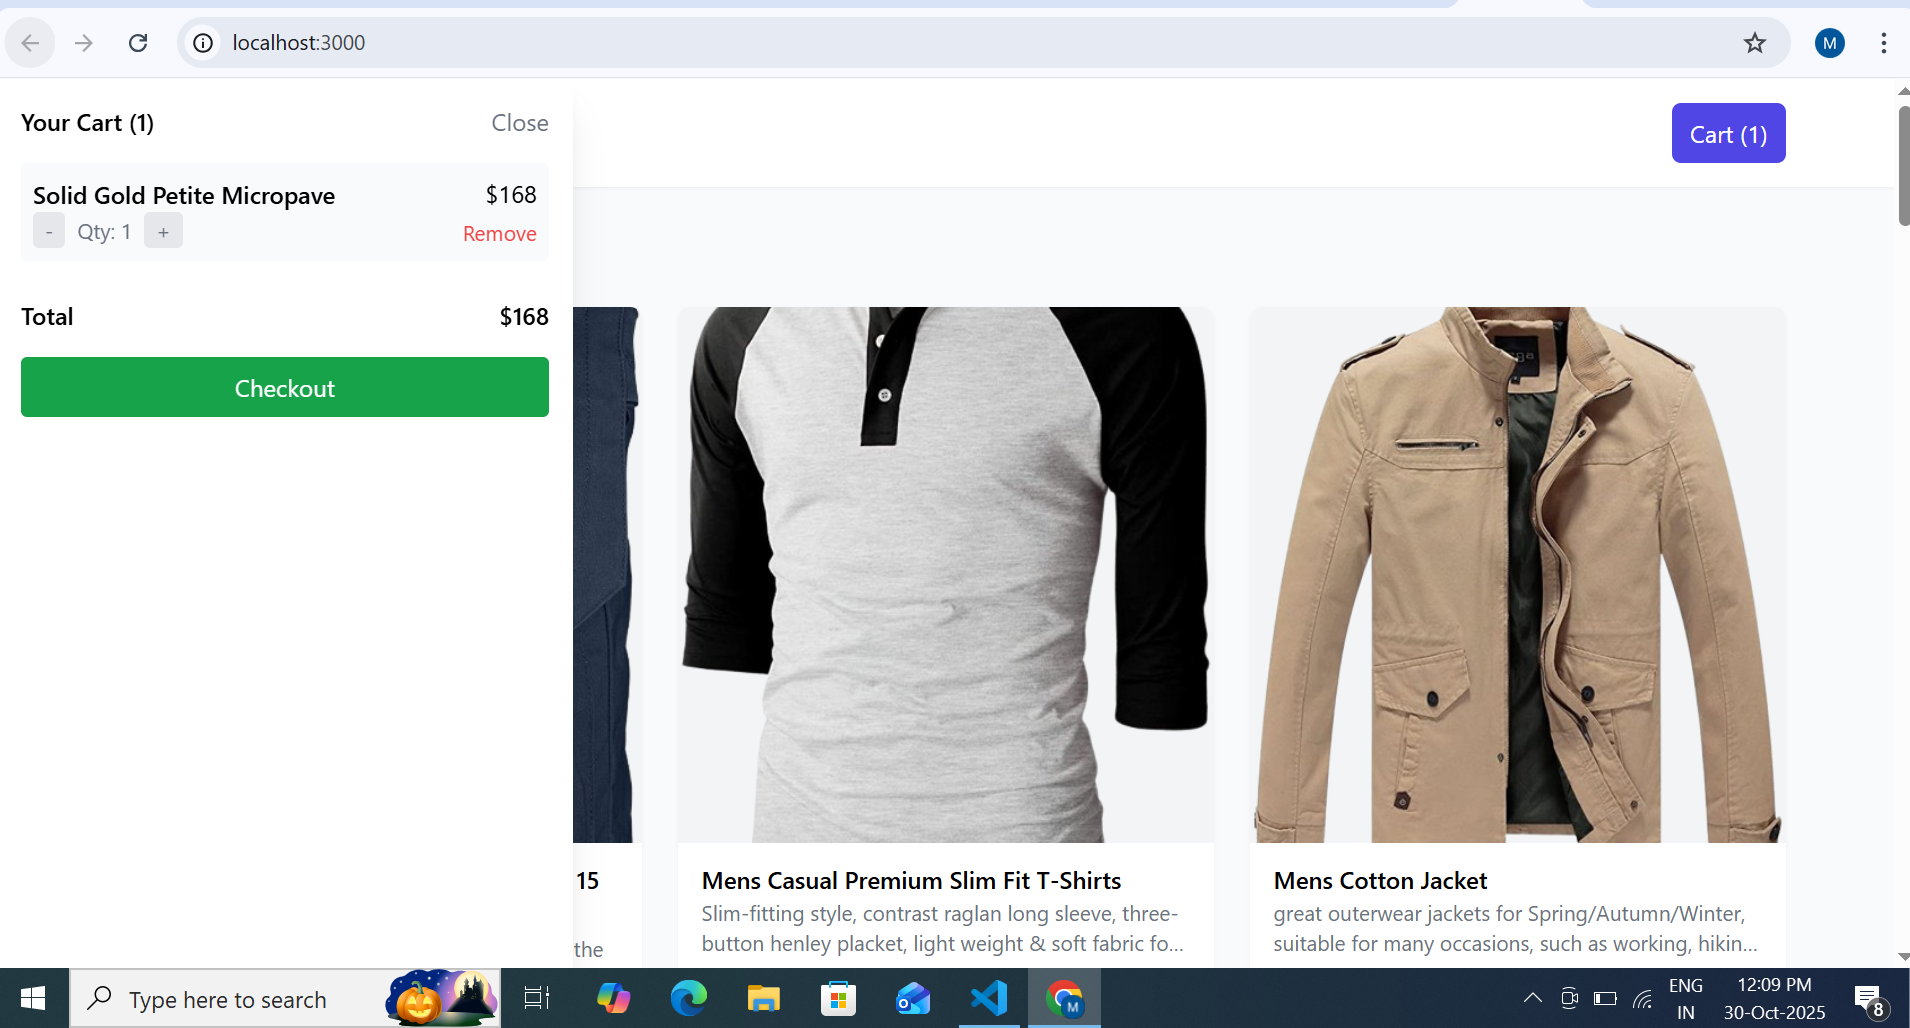 localhost:3000
M
Your Cart (1)
Close
Cart (1)
Solid Gold Petite Micropave
$168
-
Qty: 1
+
Remove
Total
$168
Checkout
15
Mens Casual Premium Slim Fit T-Shirts
Mens Cotton Jacket
the
Slim-fitting style, contrast raglan long sleeve, three-
button henley placket, light weight & soft fabric fo...
great outerwear jackets for Spring/Autumn/Winter,
suitable for many occasions, such as working, hikin...
Type here to search
M
ENG
IN
12:09 PM
30-Oct-2025
8